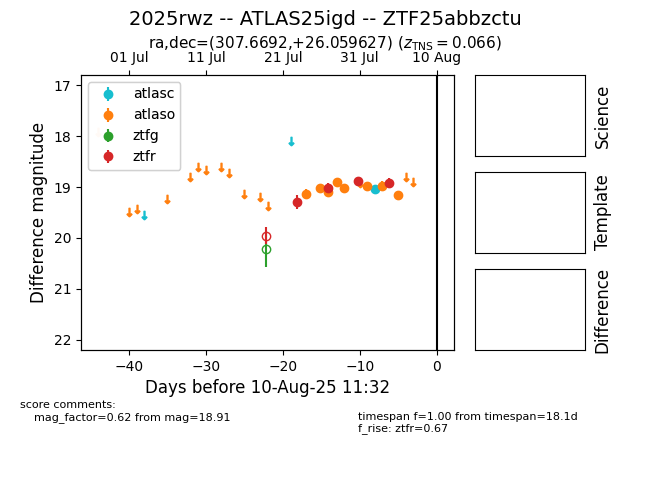 2025rwz -- ATLAS25igd -- ZTF25abbzctu
ra,dec=(307.6692,+26.059627) (z_TNS = 0.066)
01 Jul 11 Jul 21 Jul 31 Jul 10 Aug
atlasc
atlaso
ztfg
ztfr
17
18
19
20
21
22
Difference magnitude
−40 −30 −20 −10 0
Days before 10-Aug-25 11:32
Science
Template
Difference
score comments:
mag_factor=0.62 from mag=18.91
timespan f=1.00 from timespan=18.1d
f_rise: ztfr=0.67